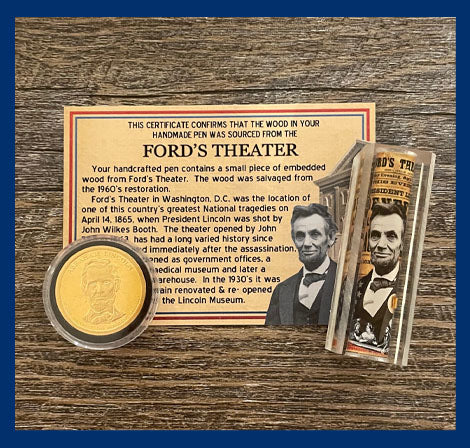 THIS CERTIFICATE CONFIRMS THAT THE WOOD IN YOUR
HANDMADE PEN WAS SOURCED FROM THE
FORD'S THEATER
Your handcrafted pen contains a small piece of embedded
wood from Ford's Theater. The wood was salvaged from
the 1960's restoration.
Ford's Theater in Washington, D.C. was the location of
one of this country's greatest National tragedies on
April 14, 1865, when President Lincoln was shot by
John Wilkes Booth. The theater opened by John
has had a long varied history since
immediately after the assassination,
as government offices, a
medical museum and later a
In the 1930's it was
renovated & re-opened
the Lincoln Museum.
FORD'S